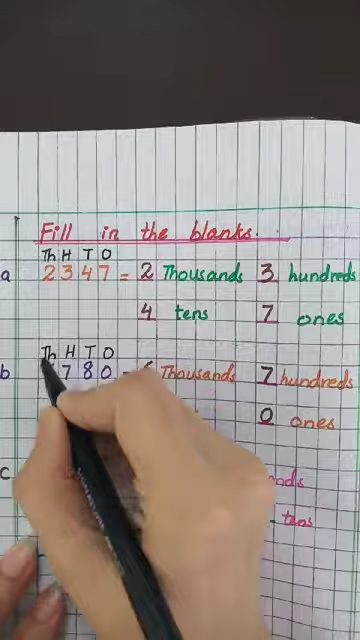 Fill in the blanks.
Th H T O
a 2 3 4 7 = 2 Thousands 3 hundreds
4 tens 7 ones
Th H T O
b 7 8 0 Thousands 7 hundreds
0 ones
c
tens